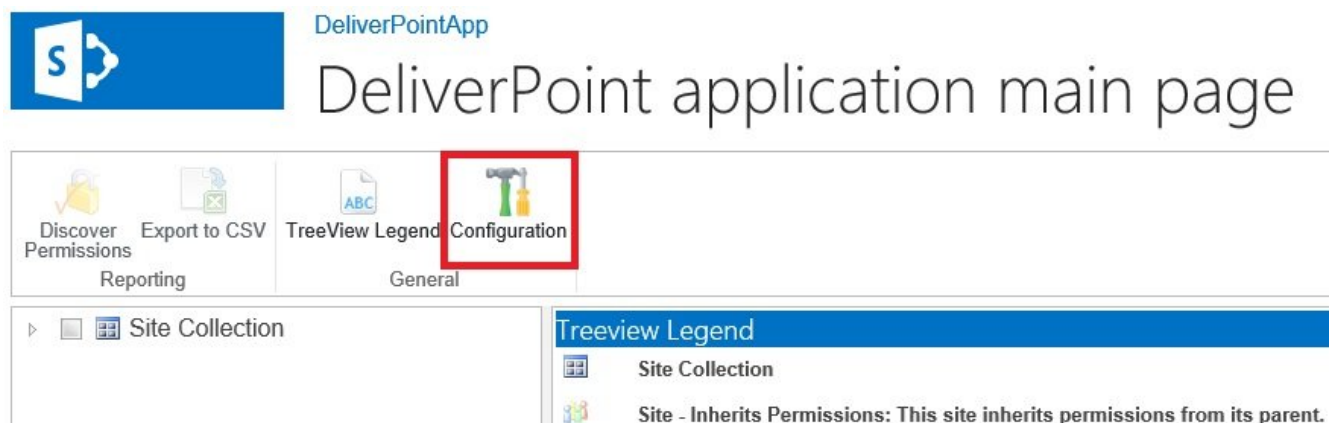 S
DeliverPointApp
DeliverPoint application main page
ABC
Discover Permissions
Export to CSV
TreeView Legend
Configuration
Reporting
General
Site Collection
Treeview Legend
Site Collection
Site - Inherits Permissions: This site inherits permissions from its parent.